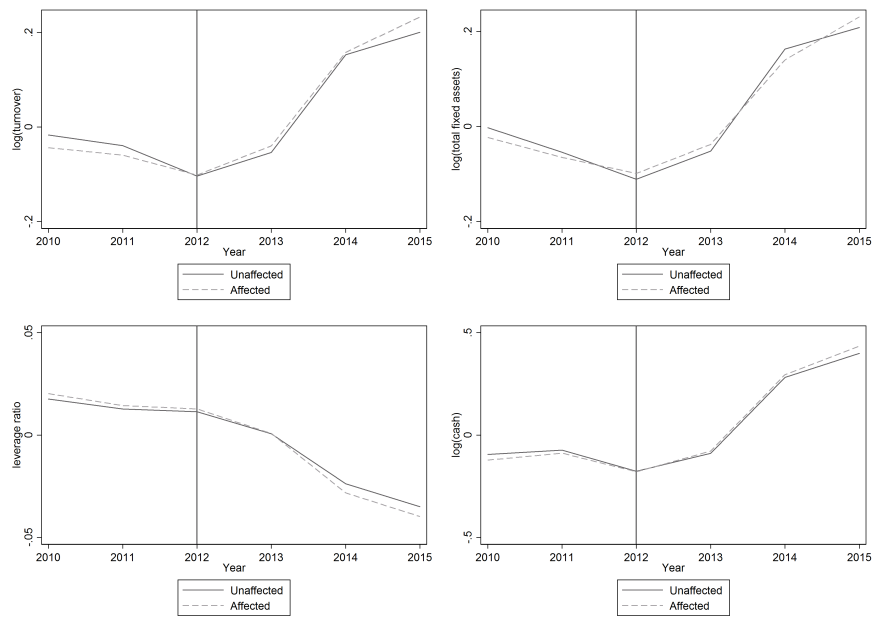 log(turnover)
.2
0
-.2
2010 2011 2012 2013 2014 2015
Year
Unaffected
Affected
log(total fixed assets)
.2
0
-.2
2010 2011 2012 2013 2014 2015
Year
Unaffected
Affected
leverage ratio
.05
0
-.05
2010 2011 2012 2013 2014 2015
Year
Unaffected
Affected
log(cash)
.5
0
-.5
2010 2011 2012 2013 2014 2015
Year
Unaffected
Affected